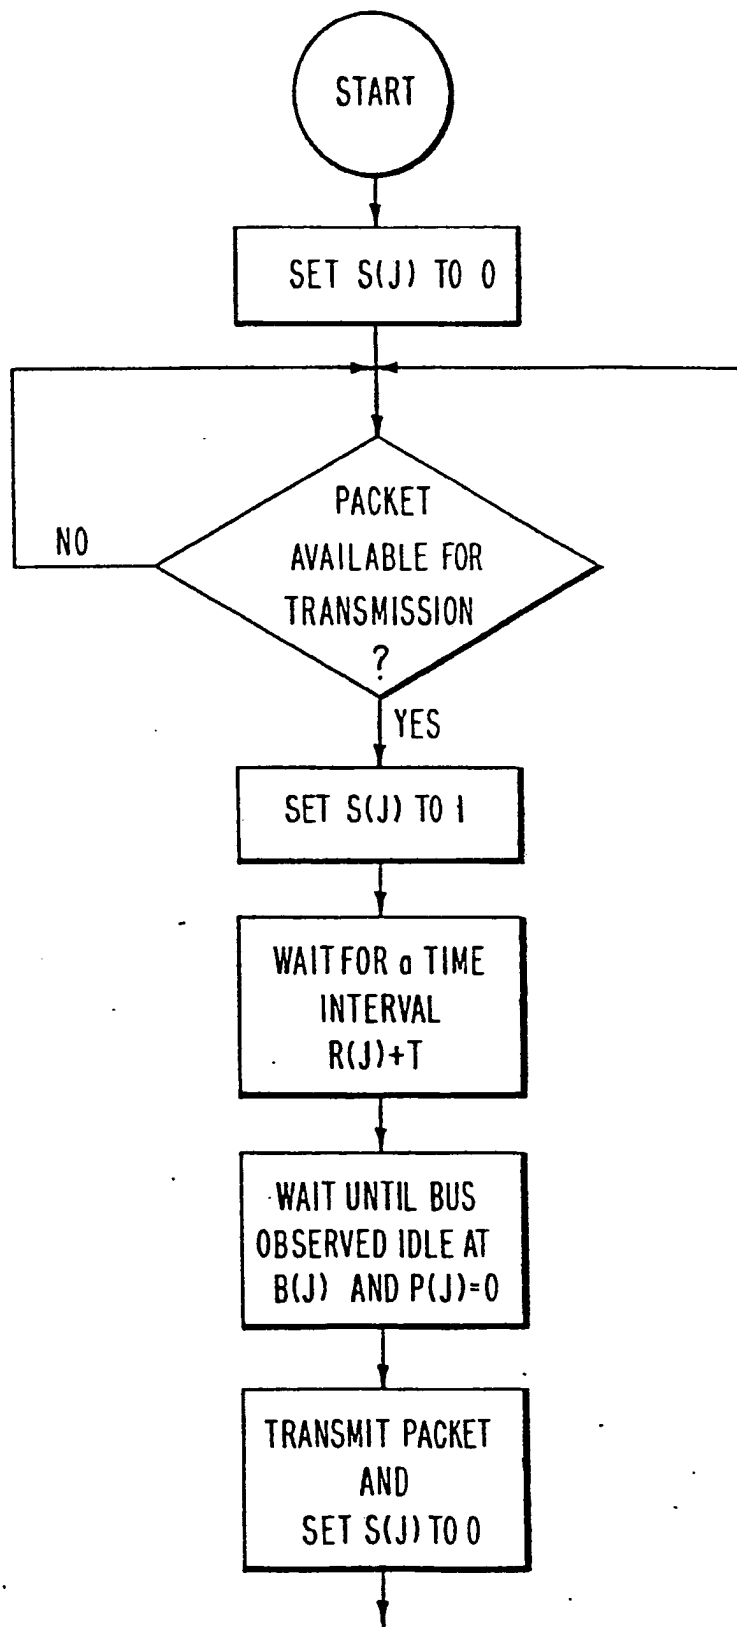 START
SET S(J) TO 0
PACKET
AVAILABLE FOR
TRANSMISSION
?
NO
YES
SET S(J) TO 1
WAIT FOR a TIME
INTERVAL
R(J)+T
WAIT UNTIL BUS
OBSERVED IDLE AT
B(J) AND P(J)=0
TRANSMIT PACKET
AND
SET S(J) TO 0